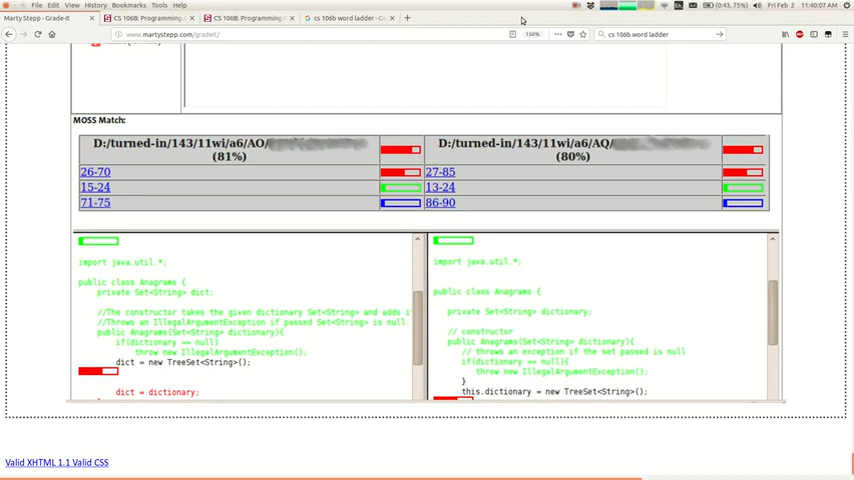 File Edit View History Bookmarks Tools Help
En
(0:43, 75%)
Fri Feb 2
11:40:07 AM
Marty Stepp - Grade-It
CS 106B: Programming A
CS 106B: Programming A
cs 106b word ladder - G
www.martystepp.com/gradeit/
150%
cs 106b word ladder
MOSS Match:
D:/turned-in/143/11wi/a6/AO/
(81%)
D:/turned-in/143/11wi/a6/AQ/
(80%)
26-70
27-85
15-24
13-24
71-75
86-90
import java.util.*;
public class Anagrams {
private Set<String> dict;
//The constructor takes the given dictionary Set<String> and adds i
//Throws an IllegalArgumentException if passed Set<String> is null.
public Anagrams(Set<String> dictionary){
if(dictionary == null)
throw new IllegalArgumentException();
dict = new TreeSet<String>();
dict = dictionary;
import java.util.*;
public class Anagrams {
private Set<String> dictionary;
// constructor
public Anagrams(Set<String> dictionary){
// throws an exception if the set passed is null
if(dictionary == null){
throw new IllegalArgumentException();
}
this.dictionary = new TreeSet<String>();
Valid XHTML 1.1 Valid CSS